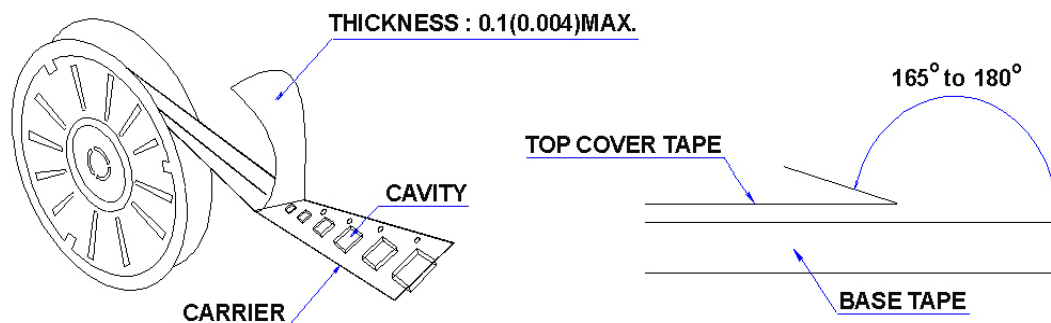 THICKNESS : 0.1(0.004)MAX.
CAVITY
CARRIER
165° to 180°
TOP COVER TAPE
BASE TAPE